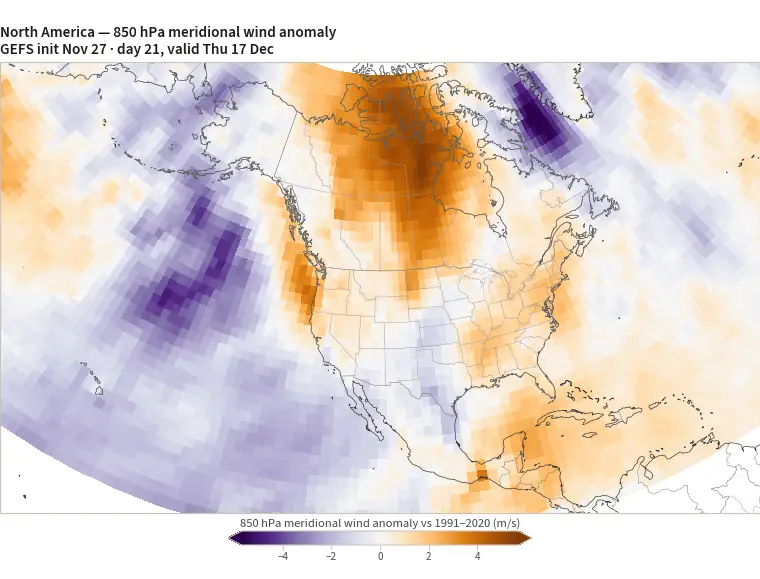 North America — 850 hPa meridional wind anomaly
GEFS init Nov 27 · day 21, valid Thu 17 Dec
850 hPa meridional wind anomaly vs 1991–2020 (m/s)
−4 −2 0 2 4